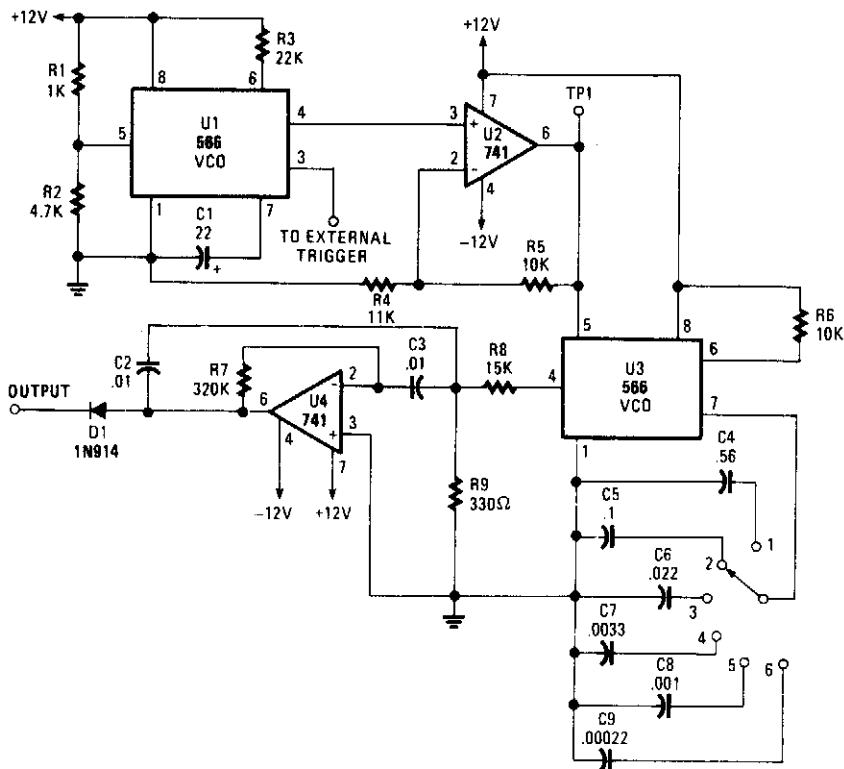 +12V
R1
1K
R3
22K
8
6
5
U1
566
VCO
4
3
1
7
R2
4.7K
C1
22
+
TO EXTERNAL
TRIGGER
+12V
7
3
+
U2
741
6
2
-
4
-12V
TP1
R4
11K
R5
10K
5
8
R6
10K
6
U3
566
VCO
4
7
1
C2
.01
R7
320K
C3
.01
R8
15K
OUTPUT
D1
1N914
6
U4
741
2
-
3
+
4
7
-12V
+12V
R9
330Ω
C4
.56
1
C5
.1
2
C6
.022
3
C7
.0033
4
C8
.001
5
6
C9
.00022